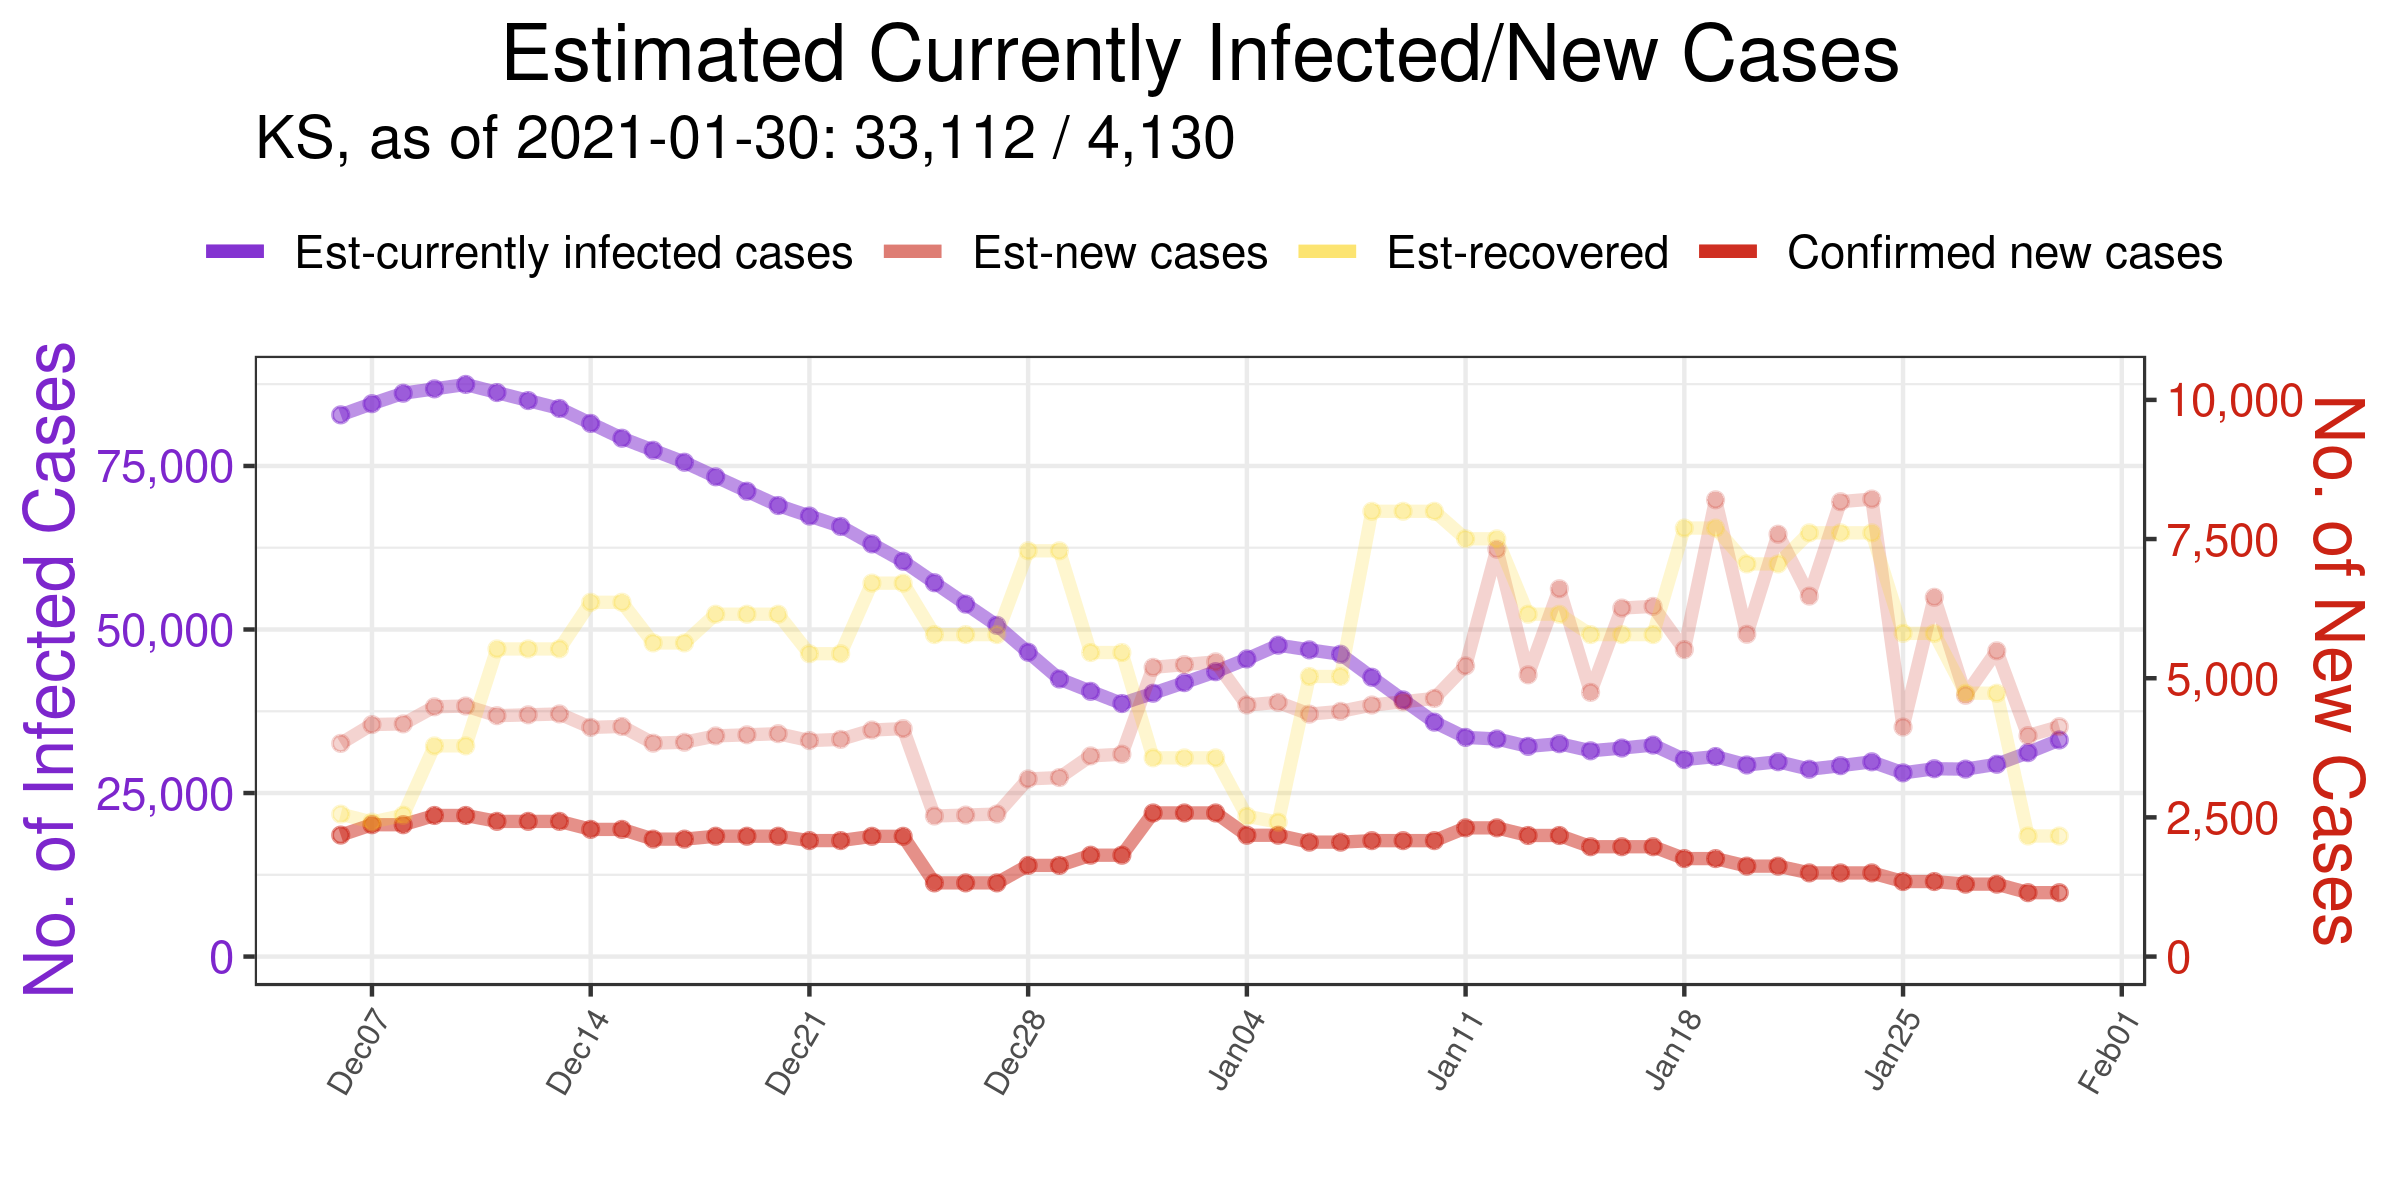 Estimated Currently Infected/New Cases
KS, as of 2021-01-30: 33,112 / 4,130
Est-currently infected cases Est-new cases Est-recovered Confirmed new cases
No. of Infected Cases
75,000
50,000
25,000
0
10,000
7,500
5,000
2,500
0
No. of New Cases
Dec07 Dec14 Dec21 Dec28 Jan04 Jan11 Jan18 Jan25 Feb01